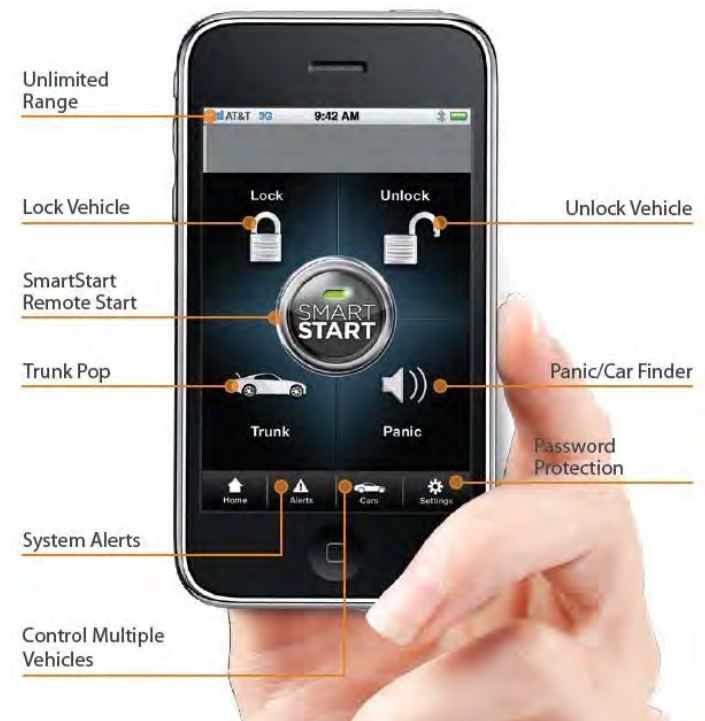 Unlimited
Range
AT&T 3G 9:42 AM
Lock Unlock
Lock Vehicle
Unlock Vehicle
SmartStart
Remote Start
SMART
START
Trunk Pop
Panic/Car Finder
Trunk Panic
Password
Protection
Home Alerts Cars Settings
System Alerts
Control Multiple
Vehicles